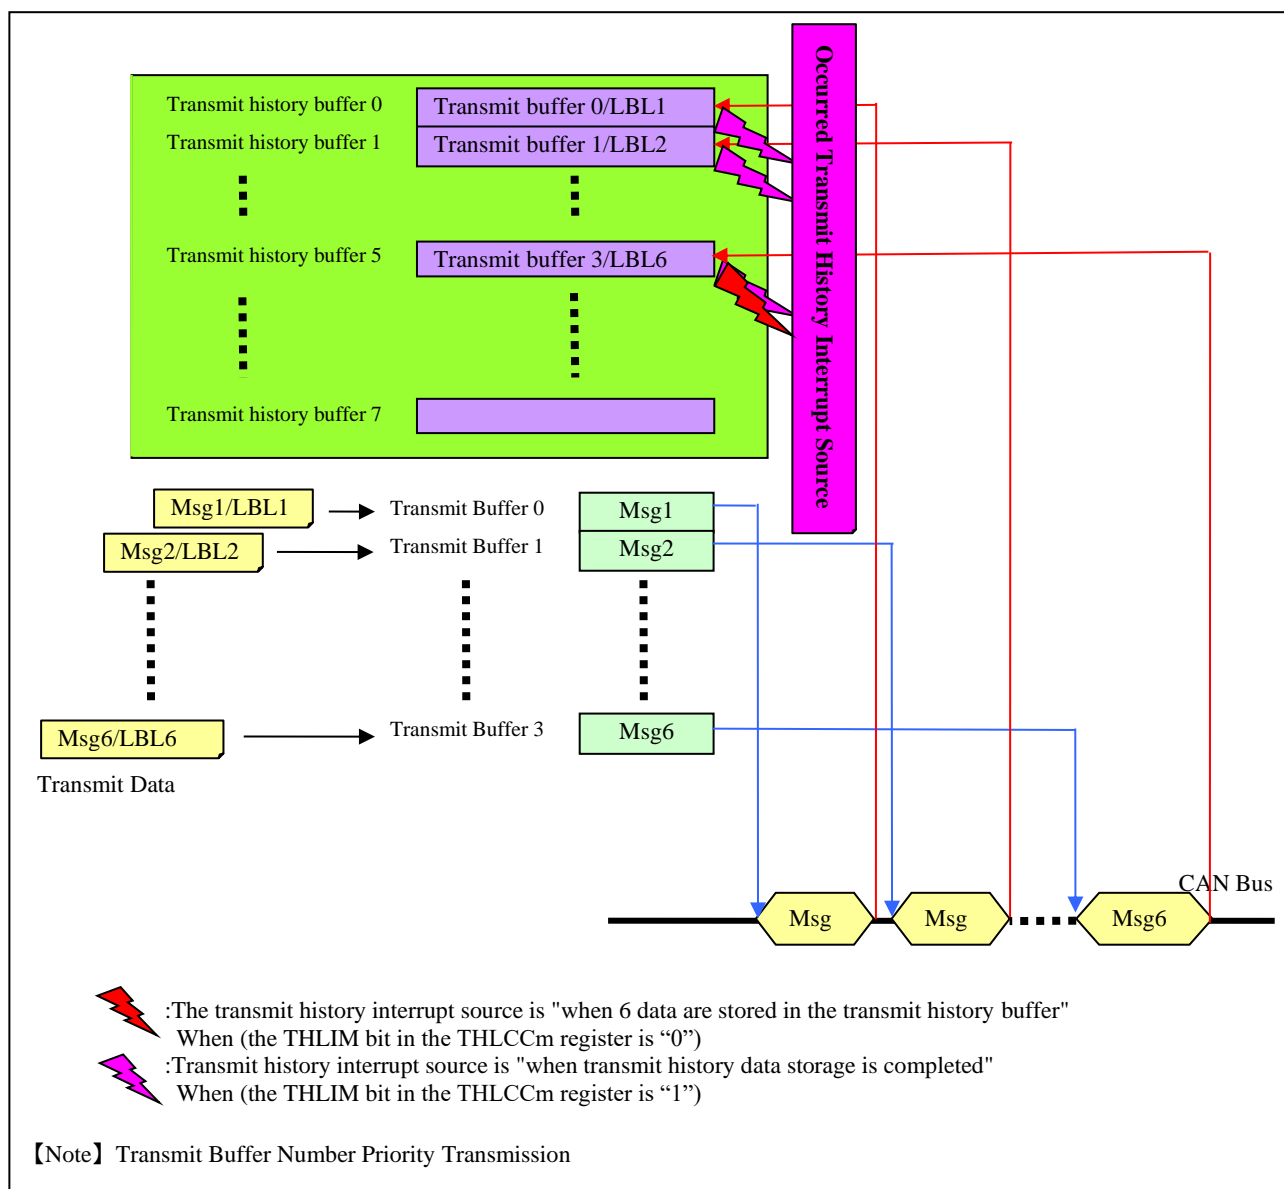 Occurred Transmit History Interrupt Source
Transmit history buffer 0
Transmit buffer 0/LBL1
Transmit history buffer 1
Transmit buffer 1/LBL2
Transmit history buffer 5
Transmit buffer 3/LBL6
Transmit history buffer 7
Msg1/LBL1
Transmit Buffer 0
Msg1
Msg2/LBL2
Transmit Buffer 1
Msg2
Msg6/LBL6
Transmit Buffer 3
Msg6
Transmit Data
CAN Bus
Msg
Msg
Msg6
:The transmit history interrupt source is "when 6 data are stored in the transmit history buffer"
When (the THLIM bit in the THLCCm register is “0”)
:Transmit history interrupt source is "when transmit history data storage is completed"
When (the THLIM bit in the THLCCm register is “1”)
【Note】Transmit Buffer Number Priority Transmission